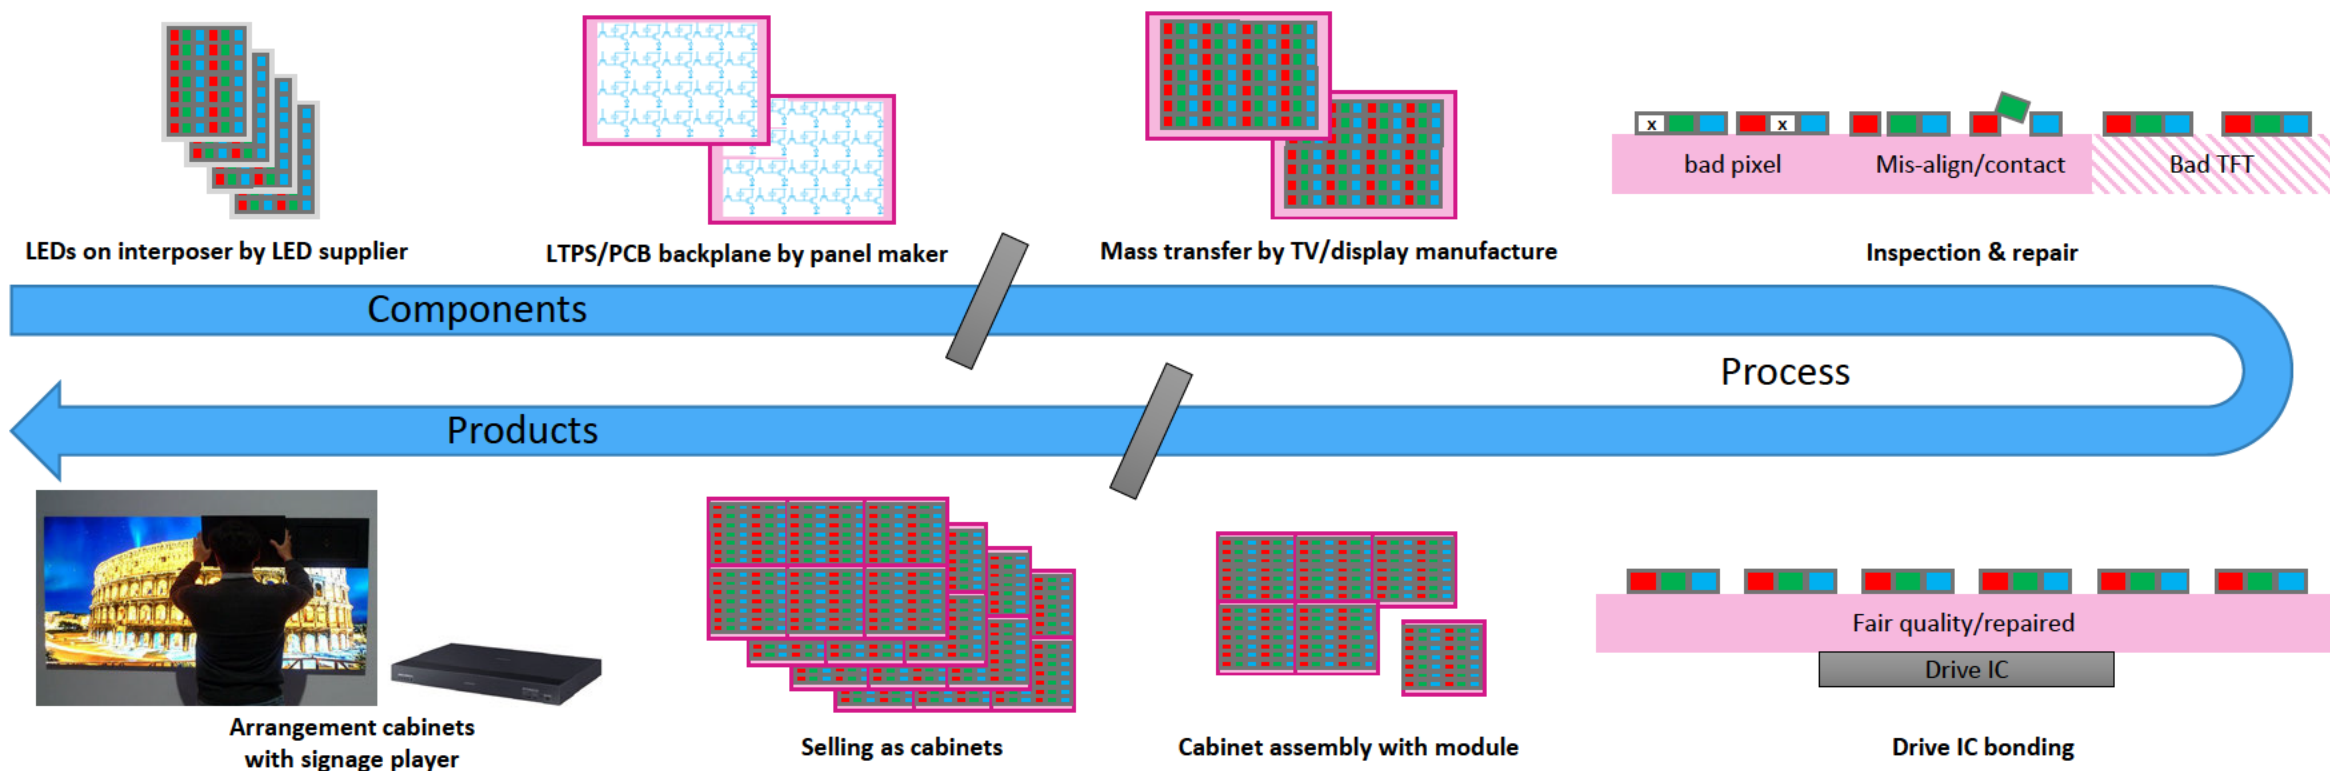 x
x
bad pixel
Mis-align/contact
Bad TFT
LEDs on interposer by LED supplier
LTPS/PCB backplane by panel maker
Mass transfer by TV/display manufacture
Inspection & repair
Components
Process
Products
Fair quality/repaired
Drive IC
Arrangement cabinets
with signage player
Selling as cabinets
Cabinet assembly with module
Drive IC bonding